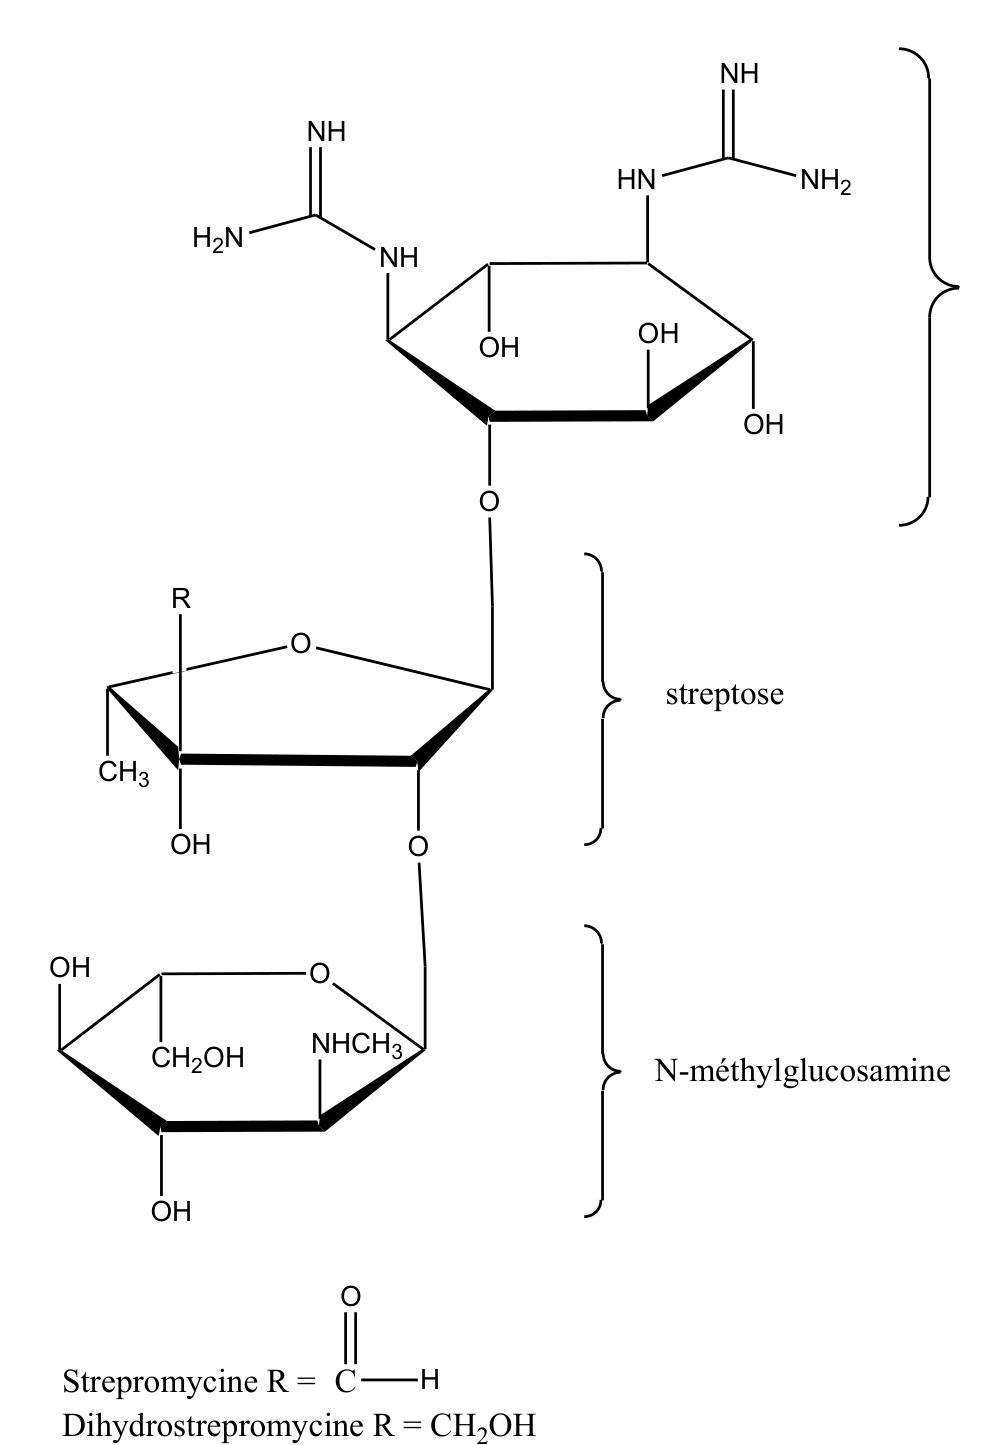 NH
NH
HN
NH₂
H₂N
NH
OH
OH
OH
O
R
O
streptose
CH₃
OH
O
OH
O
CH₂OH
NHCH₃
N-méthylglucosamine
OH
O
Strepromycine R = C H
Dihydrostrepromycine R = CH₂OH